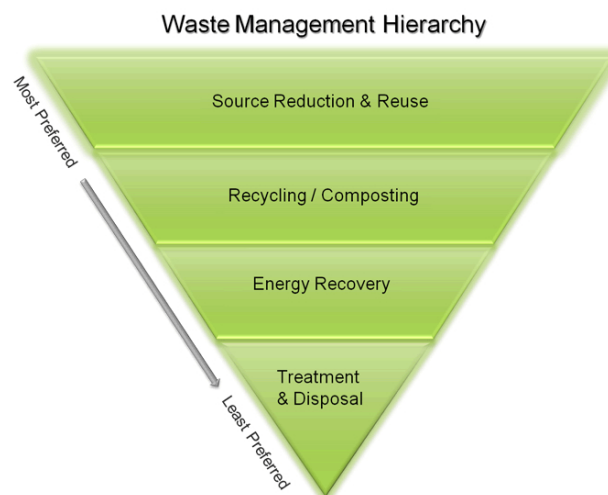 Waste Management Hierarchy
Most Preferred
Source Reduction & Reuse
Recycling / Composting
Energy Recovery
Treatment
& Disposal
Least Preferred